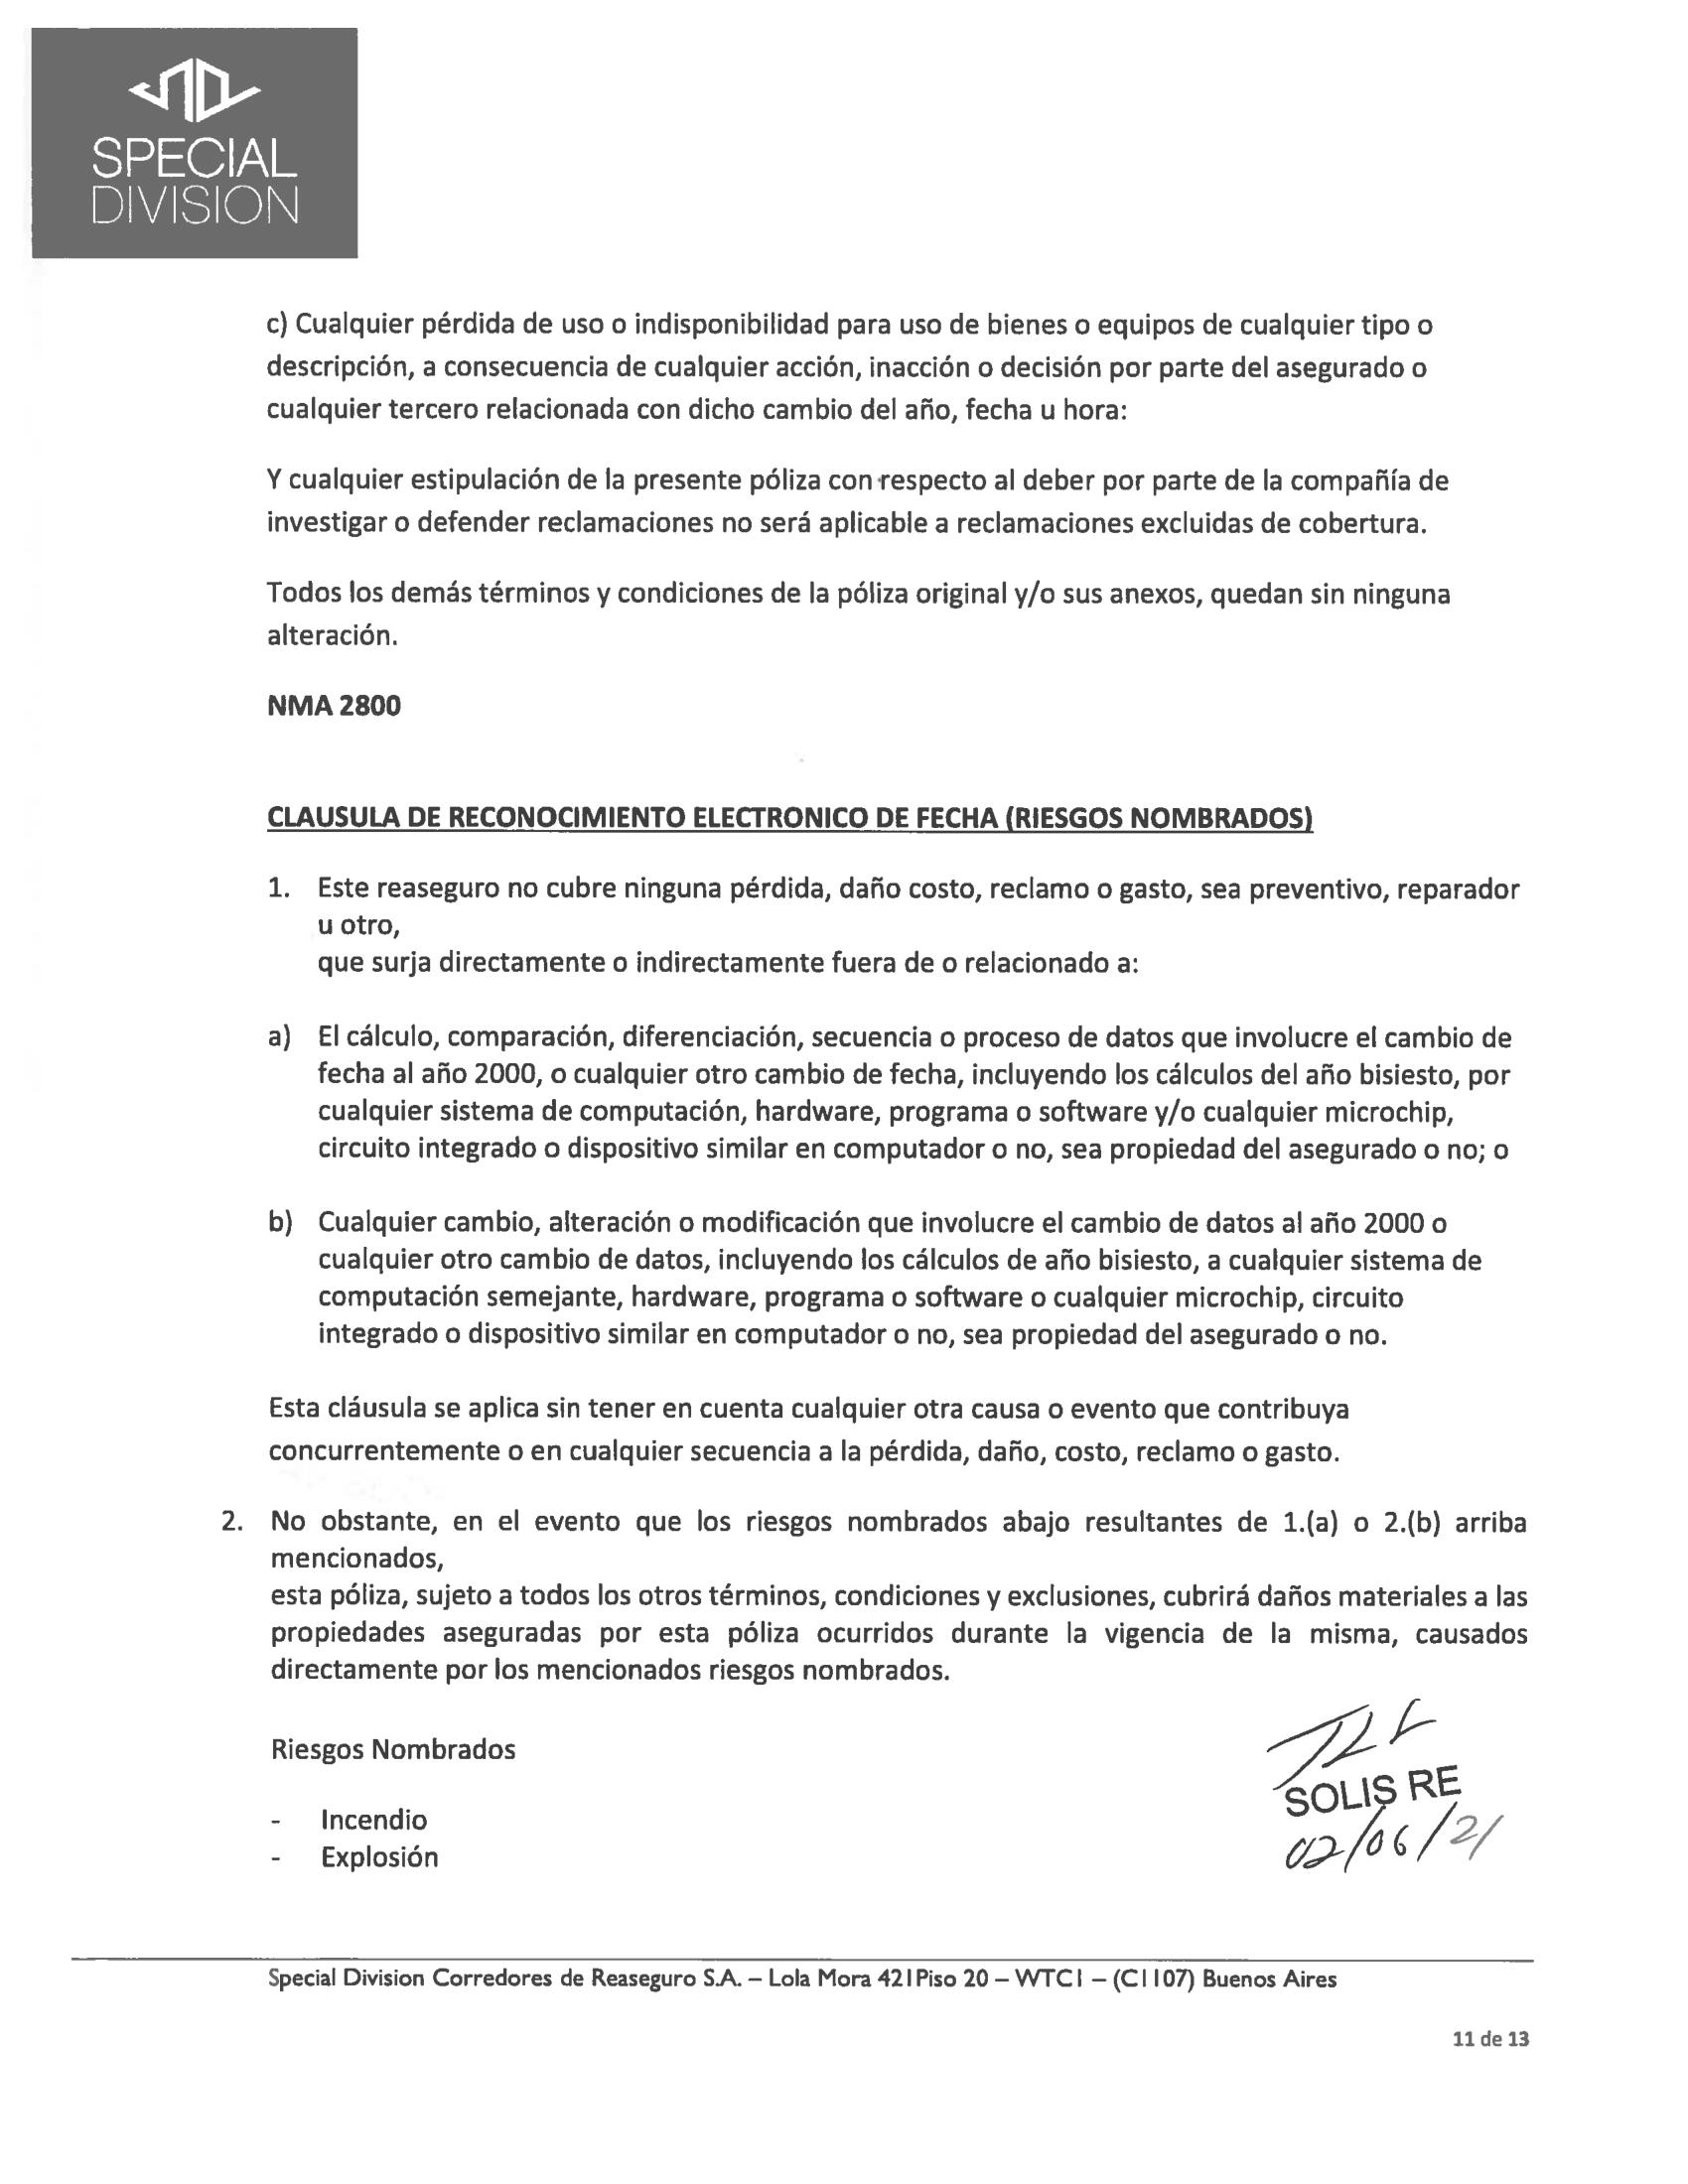 SPECIAL
DIVISION
c) Cualquier pérdida de uso o indisponibilidad para uso de bienes o equipos de cualquier tipo o
descripción, a consecuencia de cualquier acción, inacción o decisión por parte del asegurado o
cualquier tercero relacionada con dicho cambio del año, fecha u hora:
Y cualquier estipulación de la presente póliza con respecto al deber por parte de la compañía de
investigar o defender reclamaciones no será aplicable a reclamaciones excluidas de cobertura.
Todos los demás términos y condiciones de la póliza original y/o sus anexos, quedan sin ninguna
alteración.
NMA 2800
CLAUSULA DE RECONOCIMIENTO ELECTRONICO DE FECHA (RIESGOS NOMBRADOS)
1. Este reaseguro no cubre ninguna pérdida, daño costo, reclamo o gasto, sea preventivo, reparador
u otro,
que surja directamente o indirectamente fuera de o relacionado a:
a) El cálculo, comparación, diferenciación, secuencia o proceso de datos que involucre el cambio de
fecha al año 2000, o cualquier otro cambio de fecha, incluyendo los cálculos del año bisiesto, por
cualquier sistema de computación, hardware, programa o software y/o cualquier microchip,
circuito integrado o dispositivo similar en computador o no, sea propiedad del asegurado o no; o
b) Cualquier cambio, alteración o modificación que involucre el cambio de datos al año 2000 o
cualquier otro cambio de datos, incluyendo los cálculos de año bisiesto, a cualquier sistema de
computación semejante, hardware, programa o software o cualquier microchip, circuito
integrado o dispositivo similar en computador o no, sea propiedad del asegurado o no.
Esta cláusula se aplica sin tener en cuenta cualquier otra causa o evento que contribuya
concurrentemente o en cualquier secuencia a la pérdida, daño, costo, reclamo o gasto.
2. No obstante, en el evento que los riesgos nombrados abajo resultantes de 1.(a) o 2.(b) arriba
mencionados,
esta póliza, sujeto a todos los otros términos, condiciones y exclusiones, cubrirá daños materiales a las
propiedades aseguradas por esta póliza ocurridos durante la vigencia de la misma, causados
directamente por los mencionados riesgos nombrados.
Riesgos Nombrados
- Incendio
- Explosión
SOLIS RE
02/06/21
Special Division Corredores de Reaseguro S.A. – Lola Mora 421 Piso 20 – WTC1 – (C1107) Buenos Aires
11 de 13